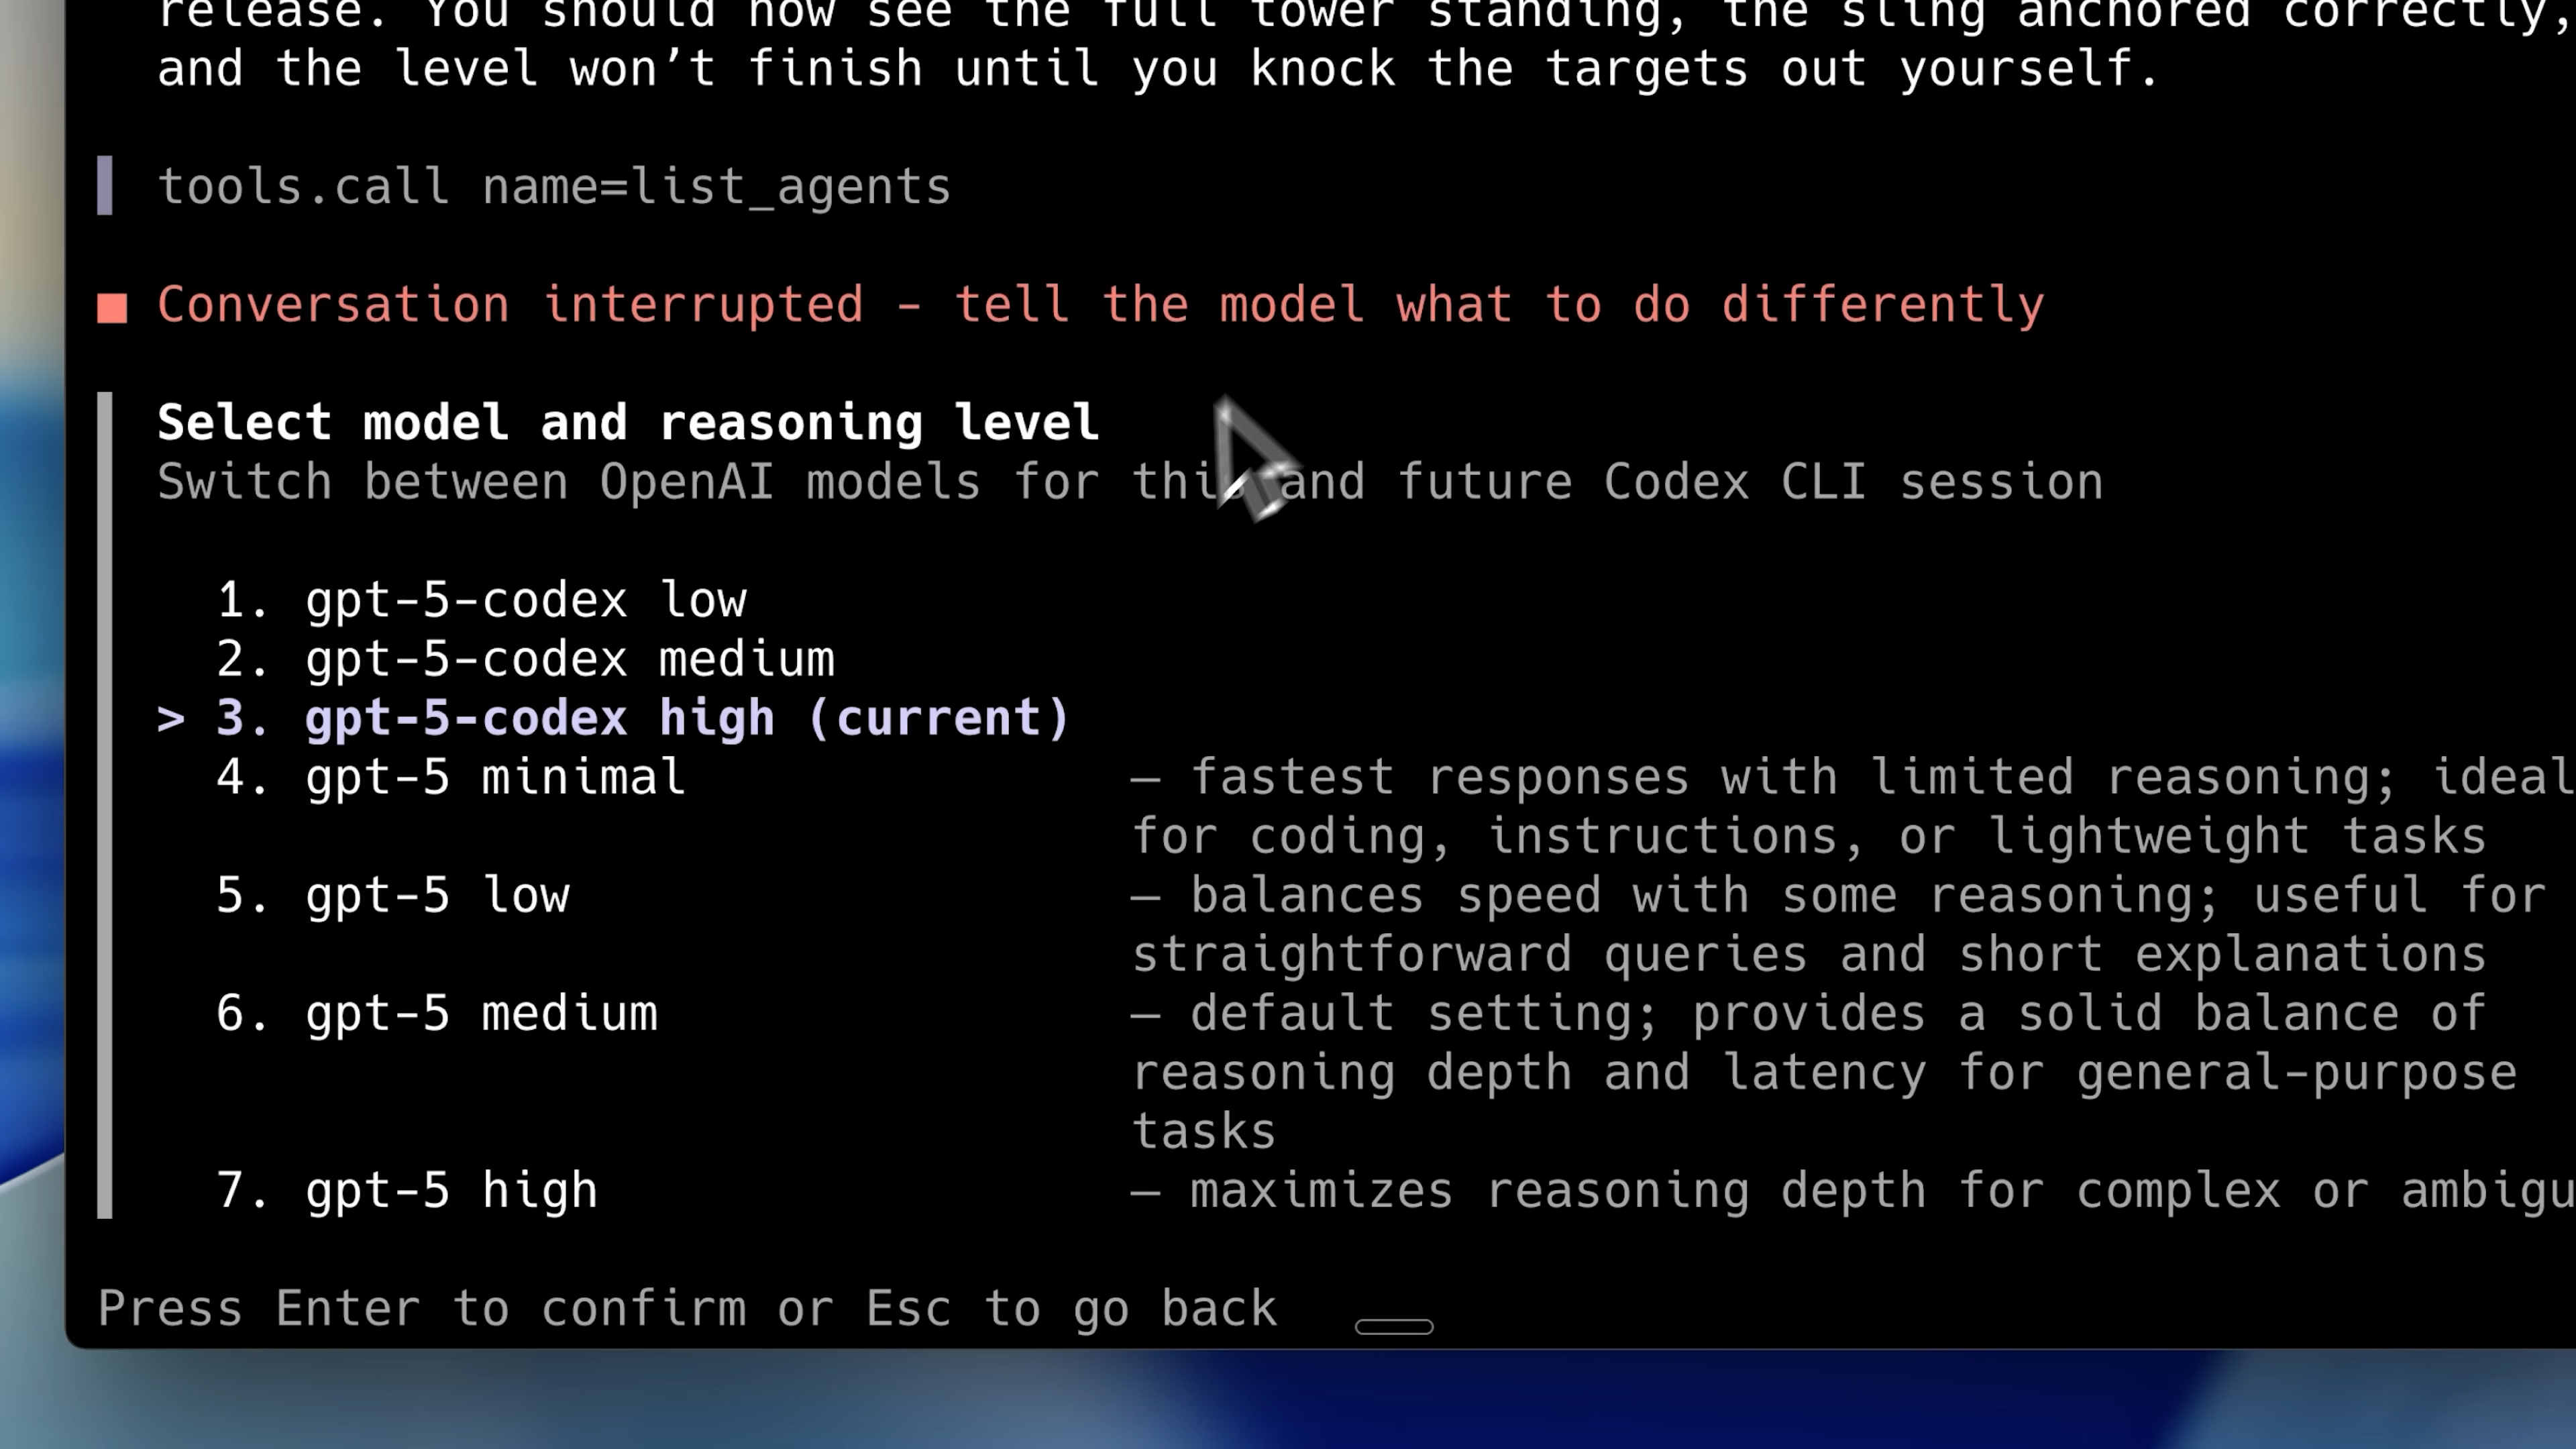 release. You should now see the full tower standing, the sling anchored correctly,
and the level won’t finish until you knock the targets out yourself.
tools.call name=list_agents
Conversation interrupted - tell the model what to do differently
Select model and reasoning level
Switch between OpenAI models for this and future Codex CLI session
1. gpt-5-codex low
2. gpt-5-codex medium
> 3. gpt-5-codex high (current)
4. gpt-5 minimal — fastest responses with limited reasoning; ideal
for coding, instructions, or lightweight tasks
5. gpt-5 low — balances speed with some reasoning; useful for
straightforward queries and short explanations
6. gpt-5 medium — default setting; provides a solid balance of
reasoning depth and latency for general-purpose
tasks
7. gpt-5 high — maximizes reasoning depth for complex or ambigu
Press Enter to confirm or Esc to go back